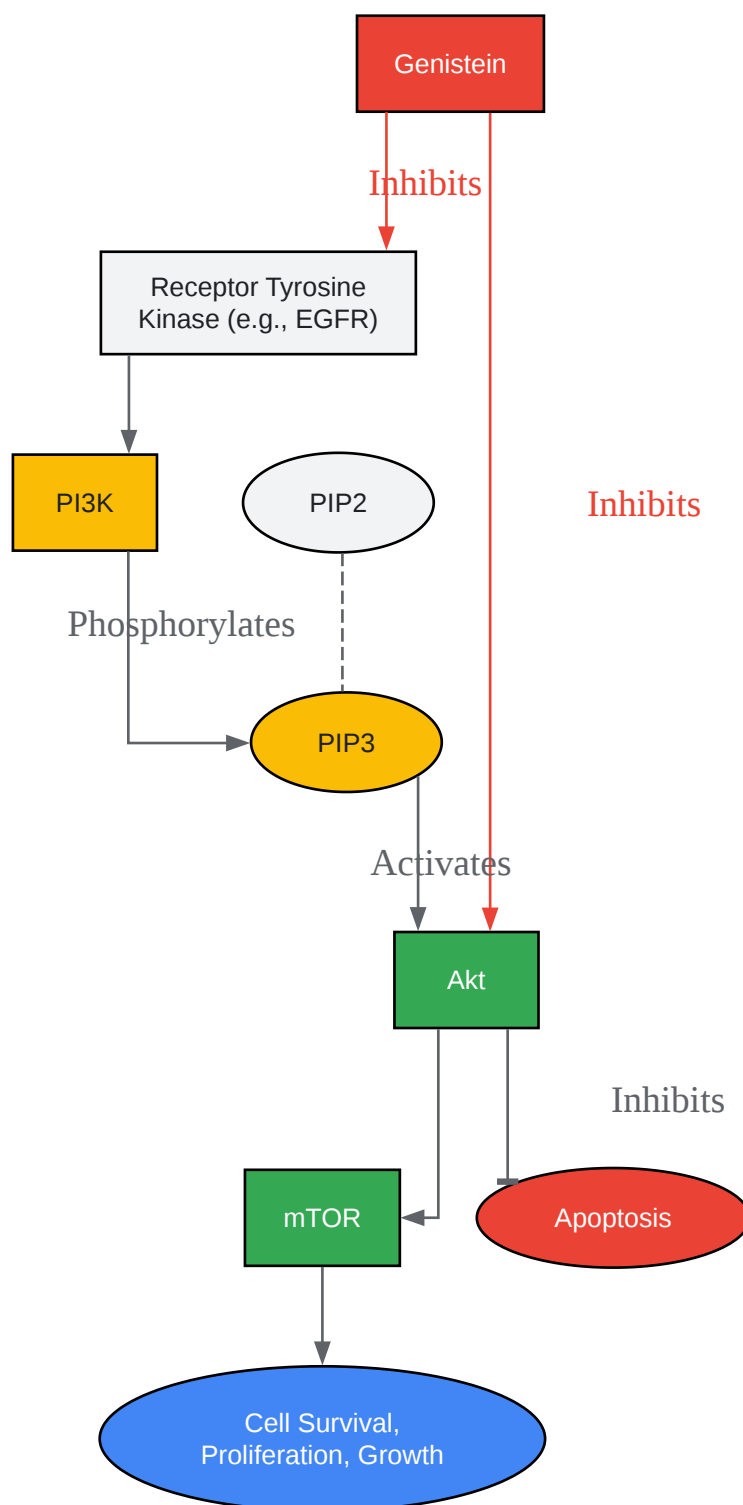 Genistein
Inhibits
Receptor Tyrosine
Kinase (e.g., EGFR)
PI3K
PIP2
Inhibits
Phosphorylates
PIP3
Activates
Akt
Inhibits
mTOR
Apoptosis
Cell Survival,
Proliferation, Growth